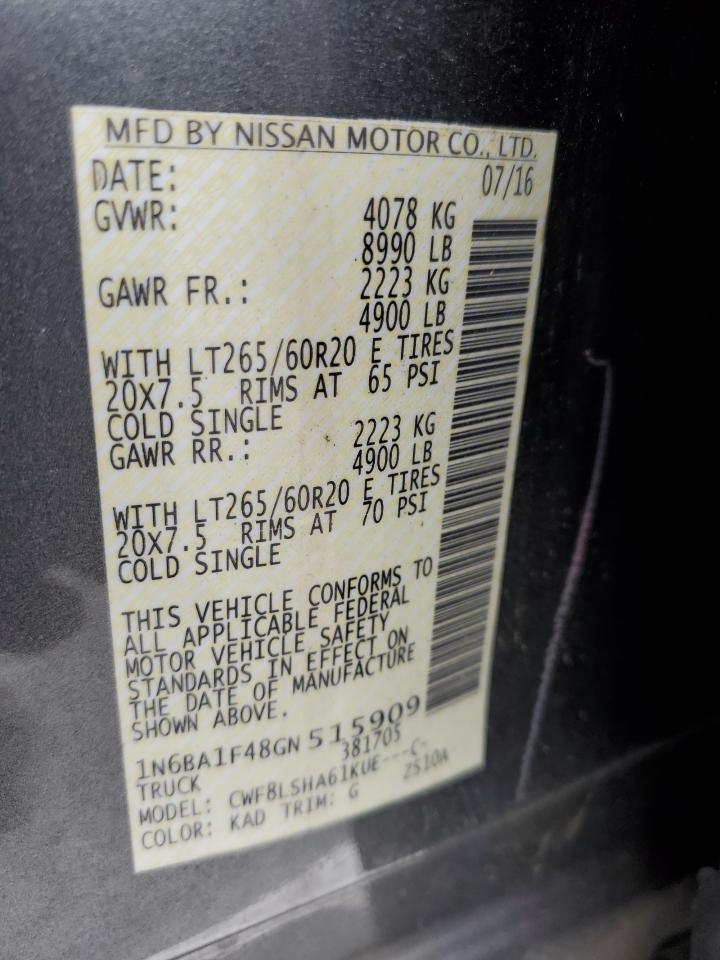 MFD BY NISSAN MOTOR CO., LTD.
DATE: 07/16
GVWR: 4078 KG
8990 LB
GAWR FR.: 2223 KG
4900 LB
WITH LT265/60R20 E TIRES
20X7.5 RIMS AT 65 PSI
COLD SINGLE
GAWR RR.: 2223 KG
4900 LB
WITH LT265/60R20 E TIRES
20X7.5 RIMS AT 70 PSI
COLD SINGLE
THIS VEHICLE CONFORMS TO
ALL APPLICABLE FEDERAL
MOTOR VEHICLE SAFETY
STANDARDS IN EFFECT ON
THE DATE OF MANUFACTURE
SHOWN ABOVE.
1N6BA1F48GN 515909
TRUCK 381705
MODEL: CWF8LSHA61KUE---C-
COLOR: KAD TRIM: G 2S10A